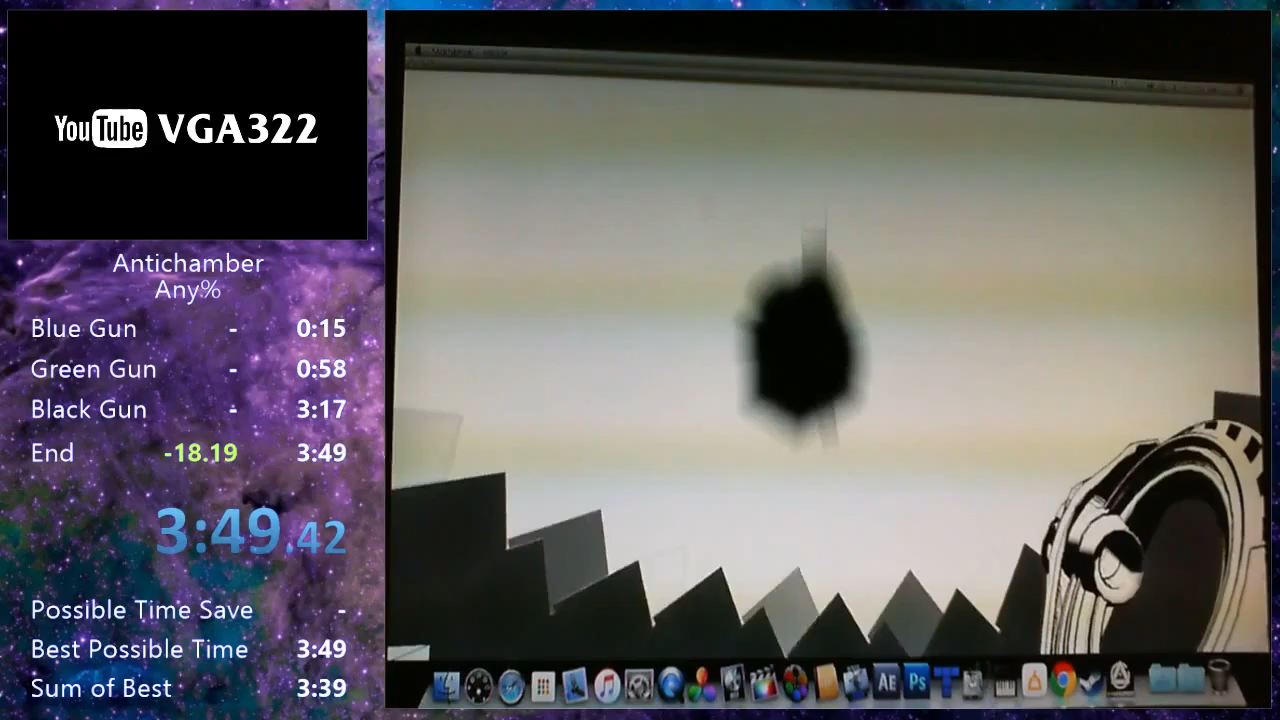 YouTube VGA322
Antichamber
Any%
Blue Gun - 0:15
Green Gun - 0:58
Black Gun - 3:17
End -18.19 3:49
3:49.42
Possible Time Save -
Best Possible Time 3:49
Sum of Best 3:39
AE Ps T